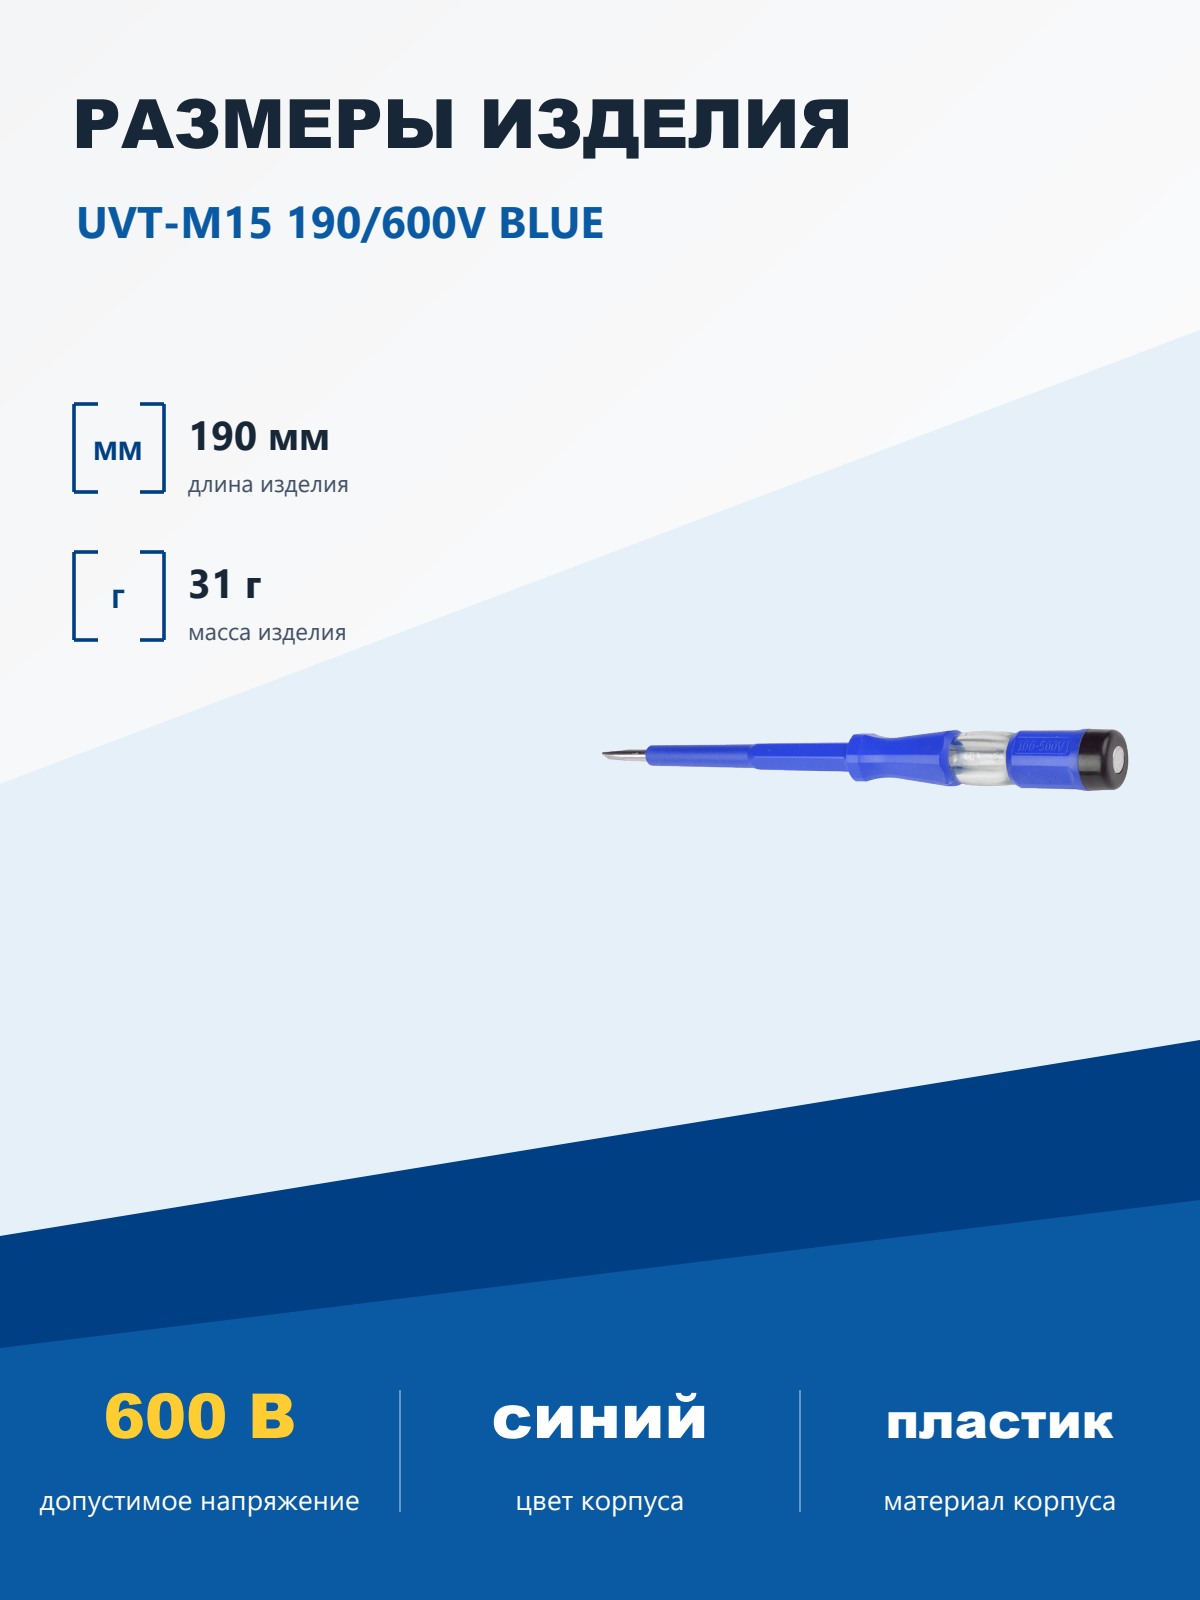 РАЗМЕРЫ ИЗДЕЛИЯ
UVT-M15 190/600V BLUE
мм
190 мм
длина изделия
г
31 г
масса изделия
100-500V
600 В
допустимое напряжение
синий
цвет корпуса
пластик
материал корпуса